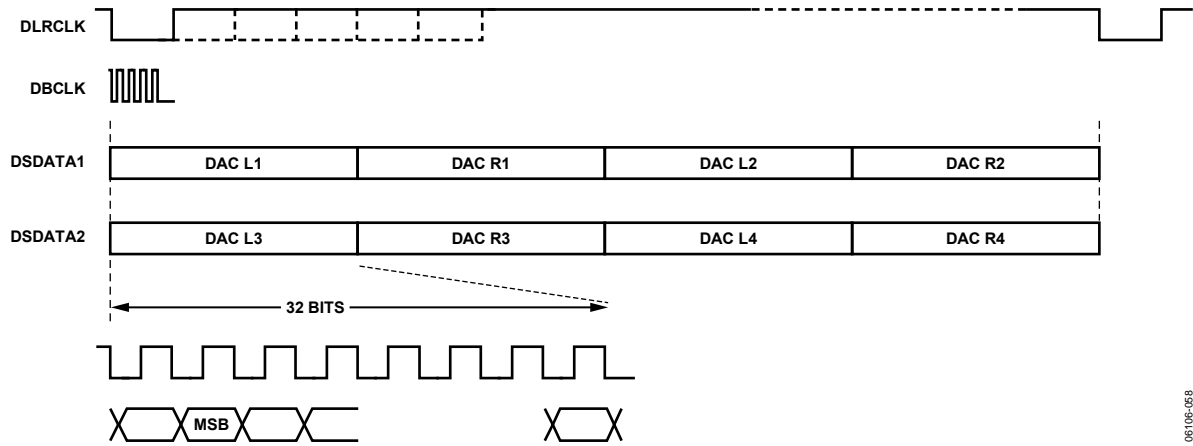 DLRCLK
DBCLK
DSDATA1 DAC L1 DAC R1 DAC L2 DAC R2
DSDATA2 DAC L3 DAC R3 DAC L4 DAC R4
32 BITS
MSB
06106-058